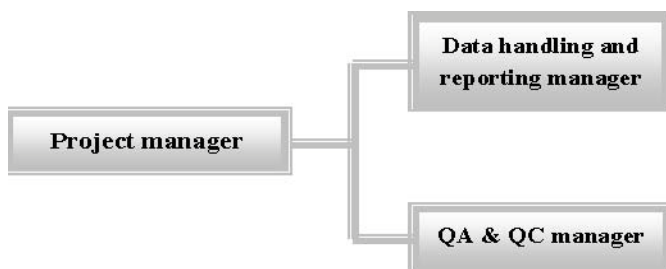 Data handling and
reporting manager
Project manager
QA & QC manager